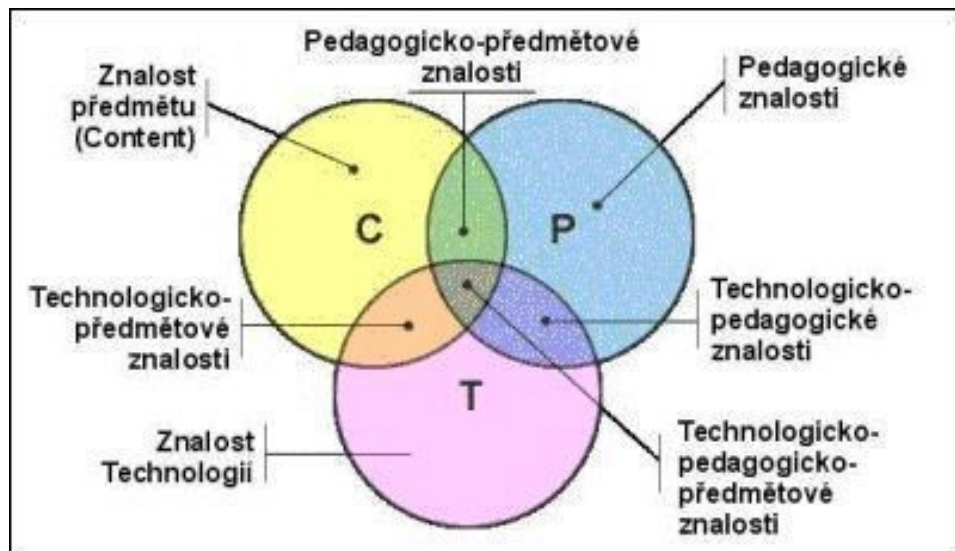 Pedagogicko-předmětové
znalosti
Znalost
předmětu
(Content)
Pedagogické
znalosti
C
P
Technologicko-
předmětové
znalosti
Technologicko-
pedagogické
znalosti
T
Znalost
Technologií
Technologicko-
pedagogicko-
předmětové
znalosti